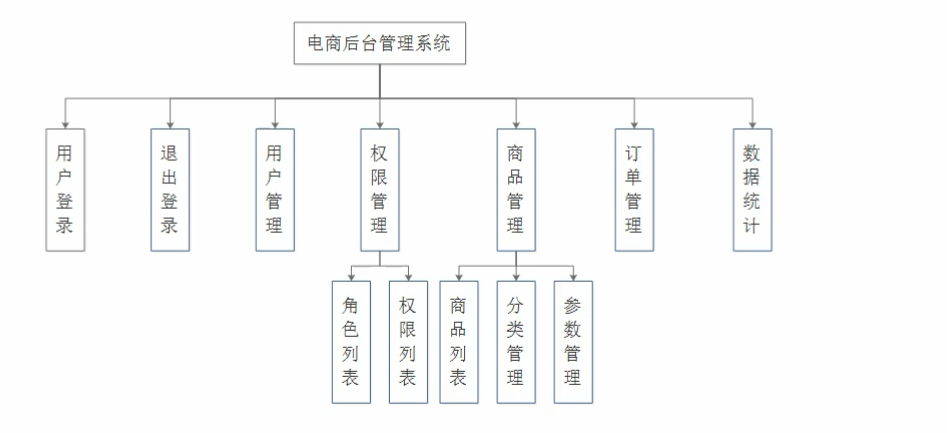 电商后台管理系统
用户登录
退出登录
用户管理
权限管理
商品管理
订单管理
数据统计
角色列表
权限列表
商品列表
分类管理
参数管理